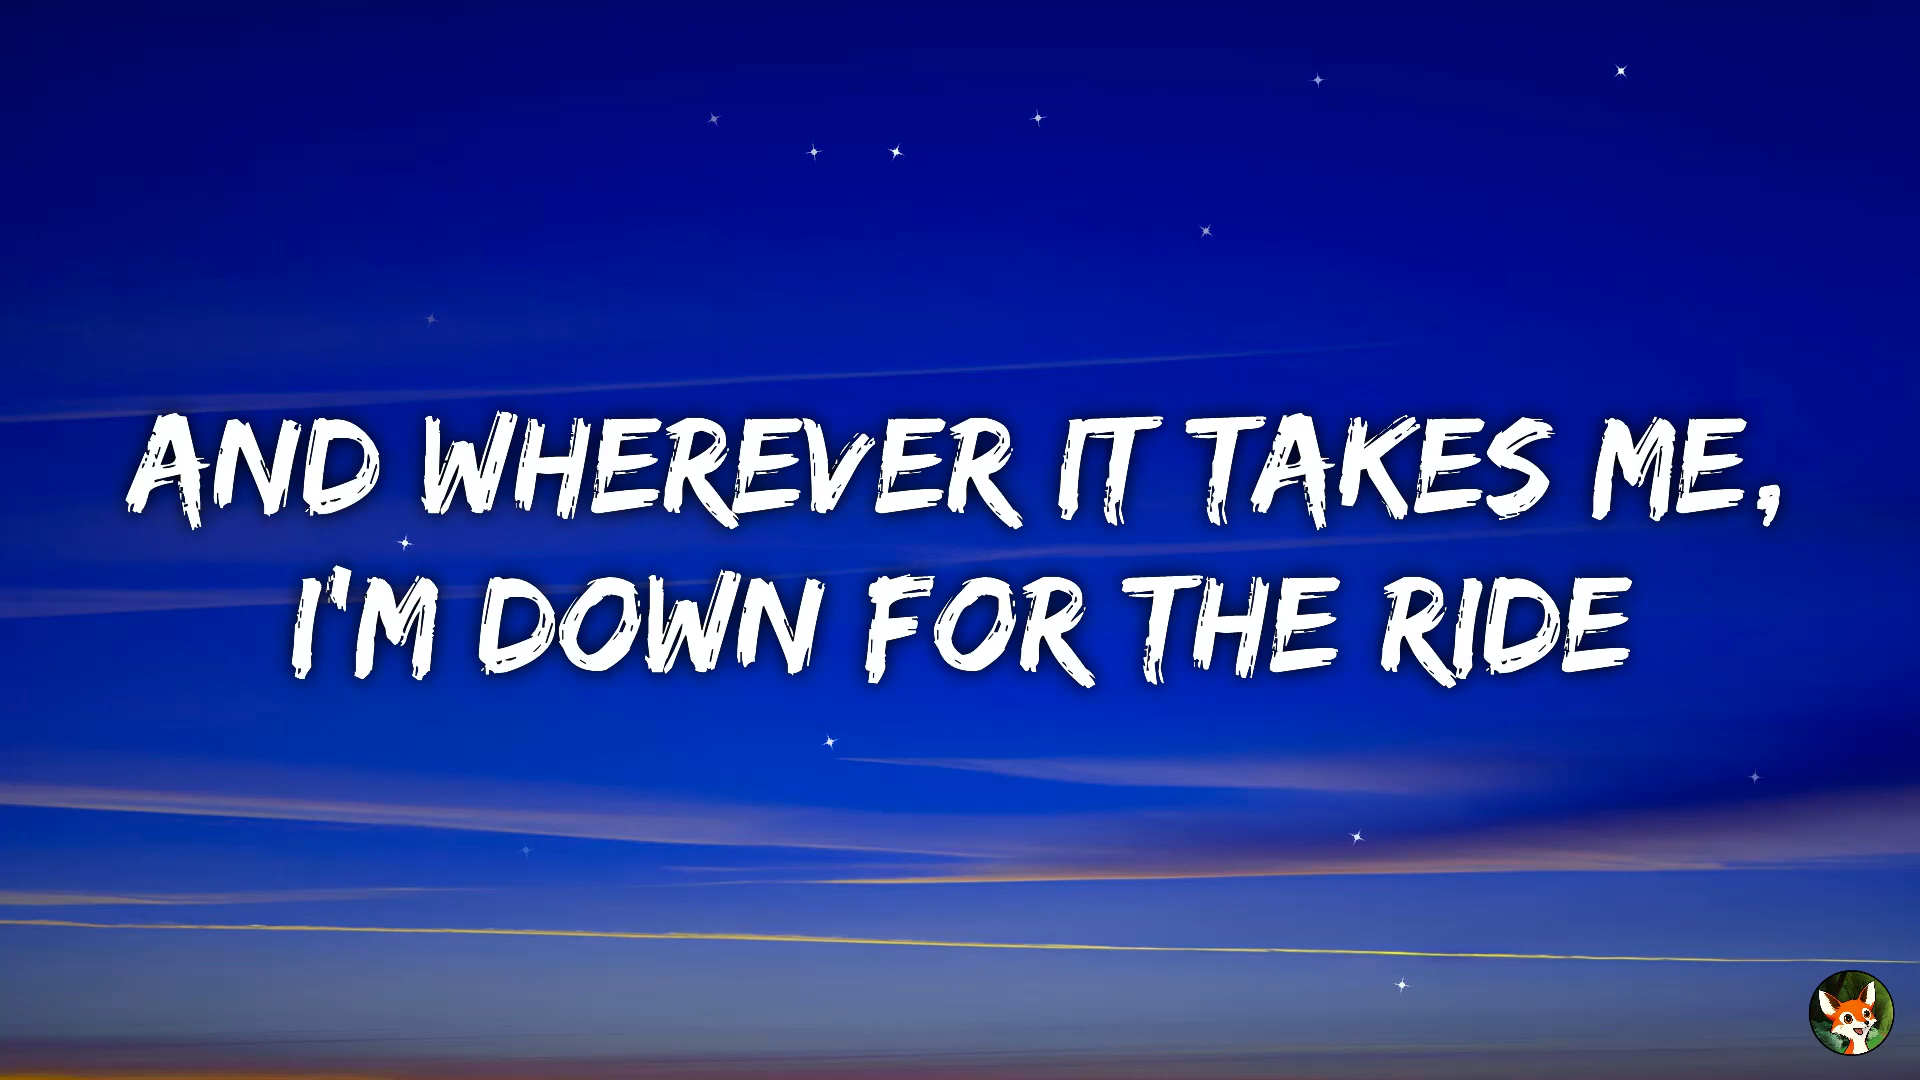 AND WHEREVER IT TAKES ME,
I'M DOWN FOR THE RIDE